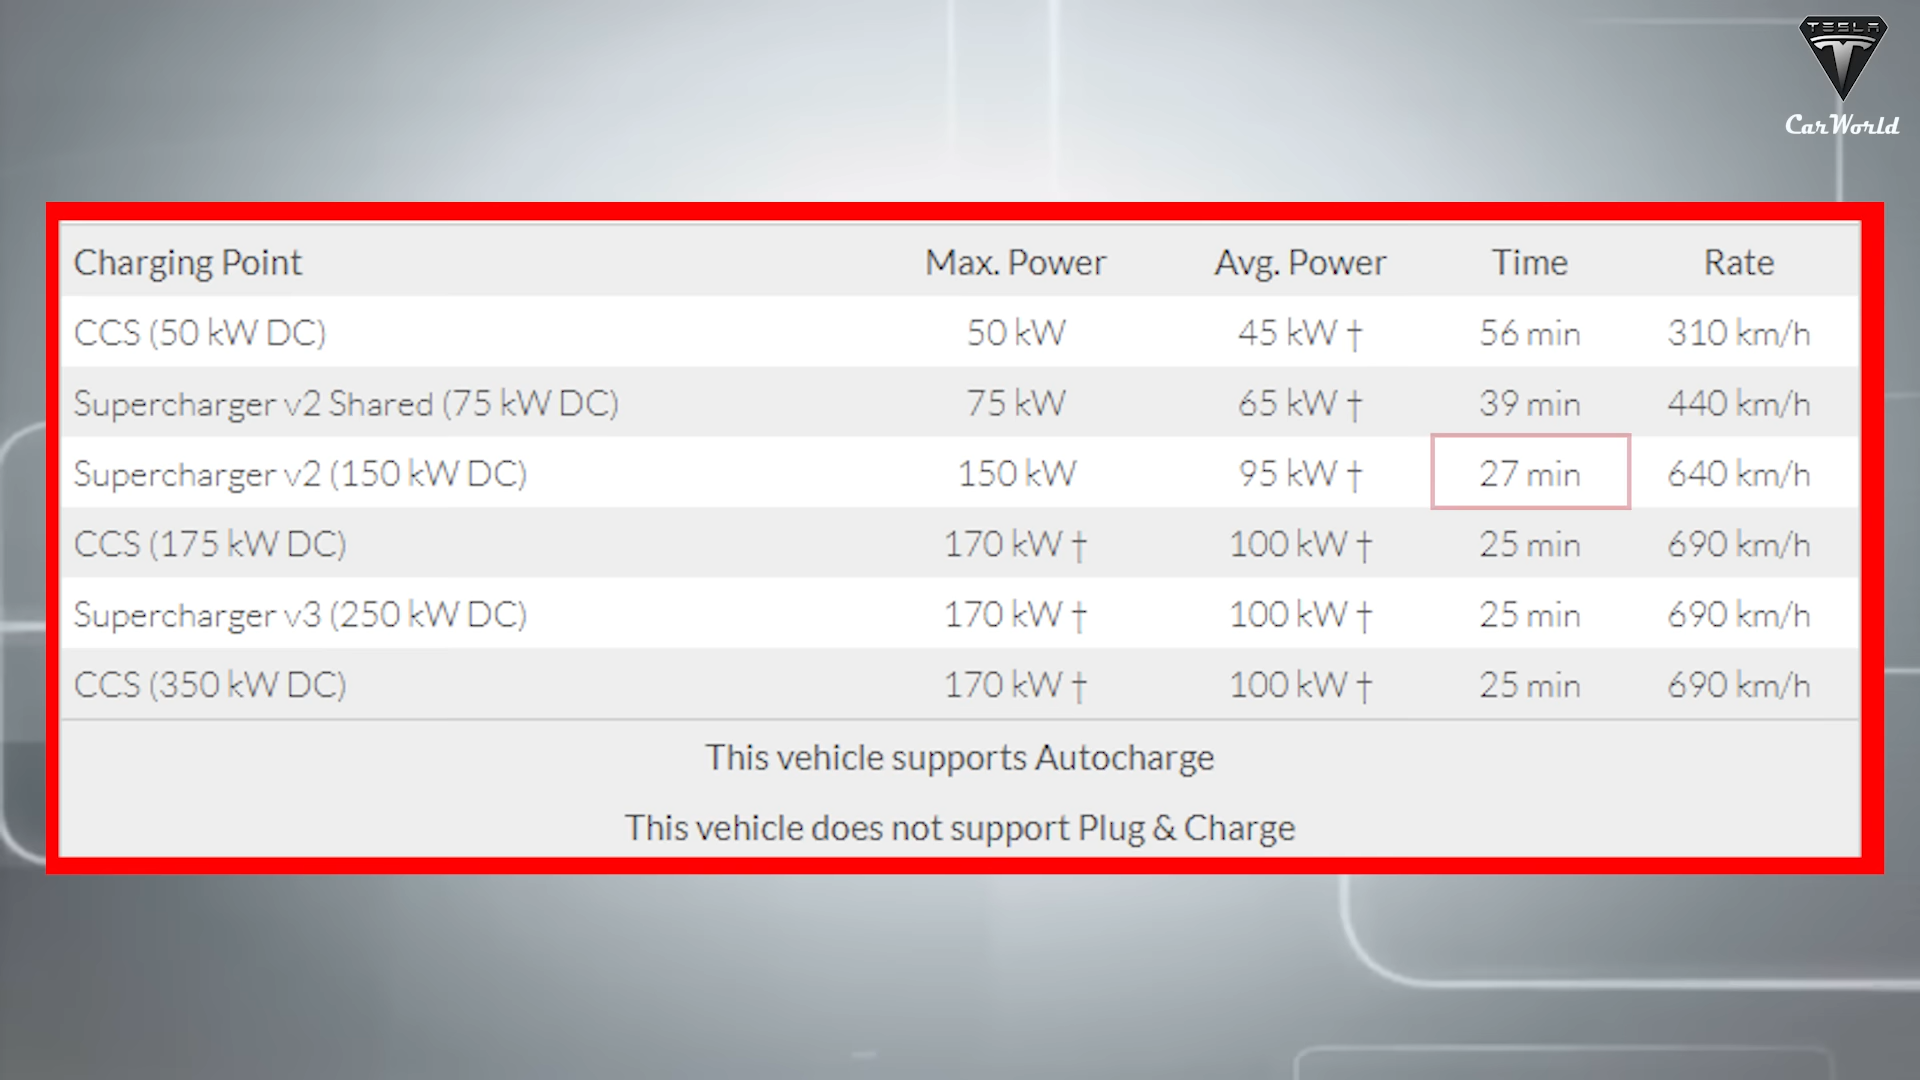 TESLA
CarWorld
Charging Point Max. Power Avg. Power Time Rate
CCS (50 kW DC) 50 kW 45 kW † 56 min 310 km/h
Supercharger v2 Shared (75 kW DC) 75 kW 65 kW † 39 min 440 km/h
Supercharger v2 (150 kW DC) 150 kW 95 kW † 27 min 640 km/h
CCS (175 kW DC) 170 kW † 100 kW † 25 min 690 km/h
Supercharger v3 (250 kW DC) 170 kW † 100 kW † 25 min 690 km/h
CCS (350 kW DC) 170 kW † 100 kW † 25 min 690 km/h
This vehicle supports Autocharge
This vehicle does not support Plug & Charge